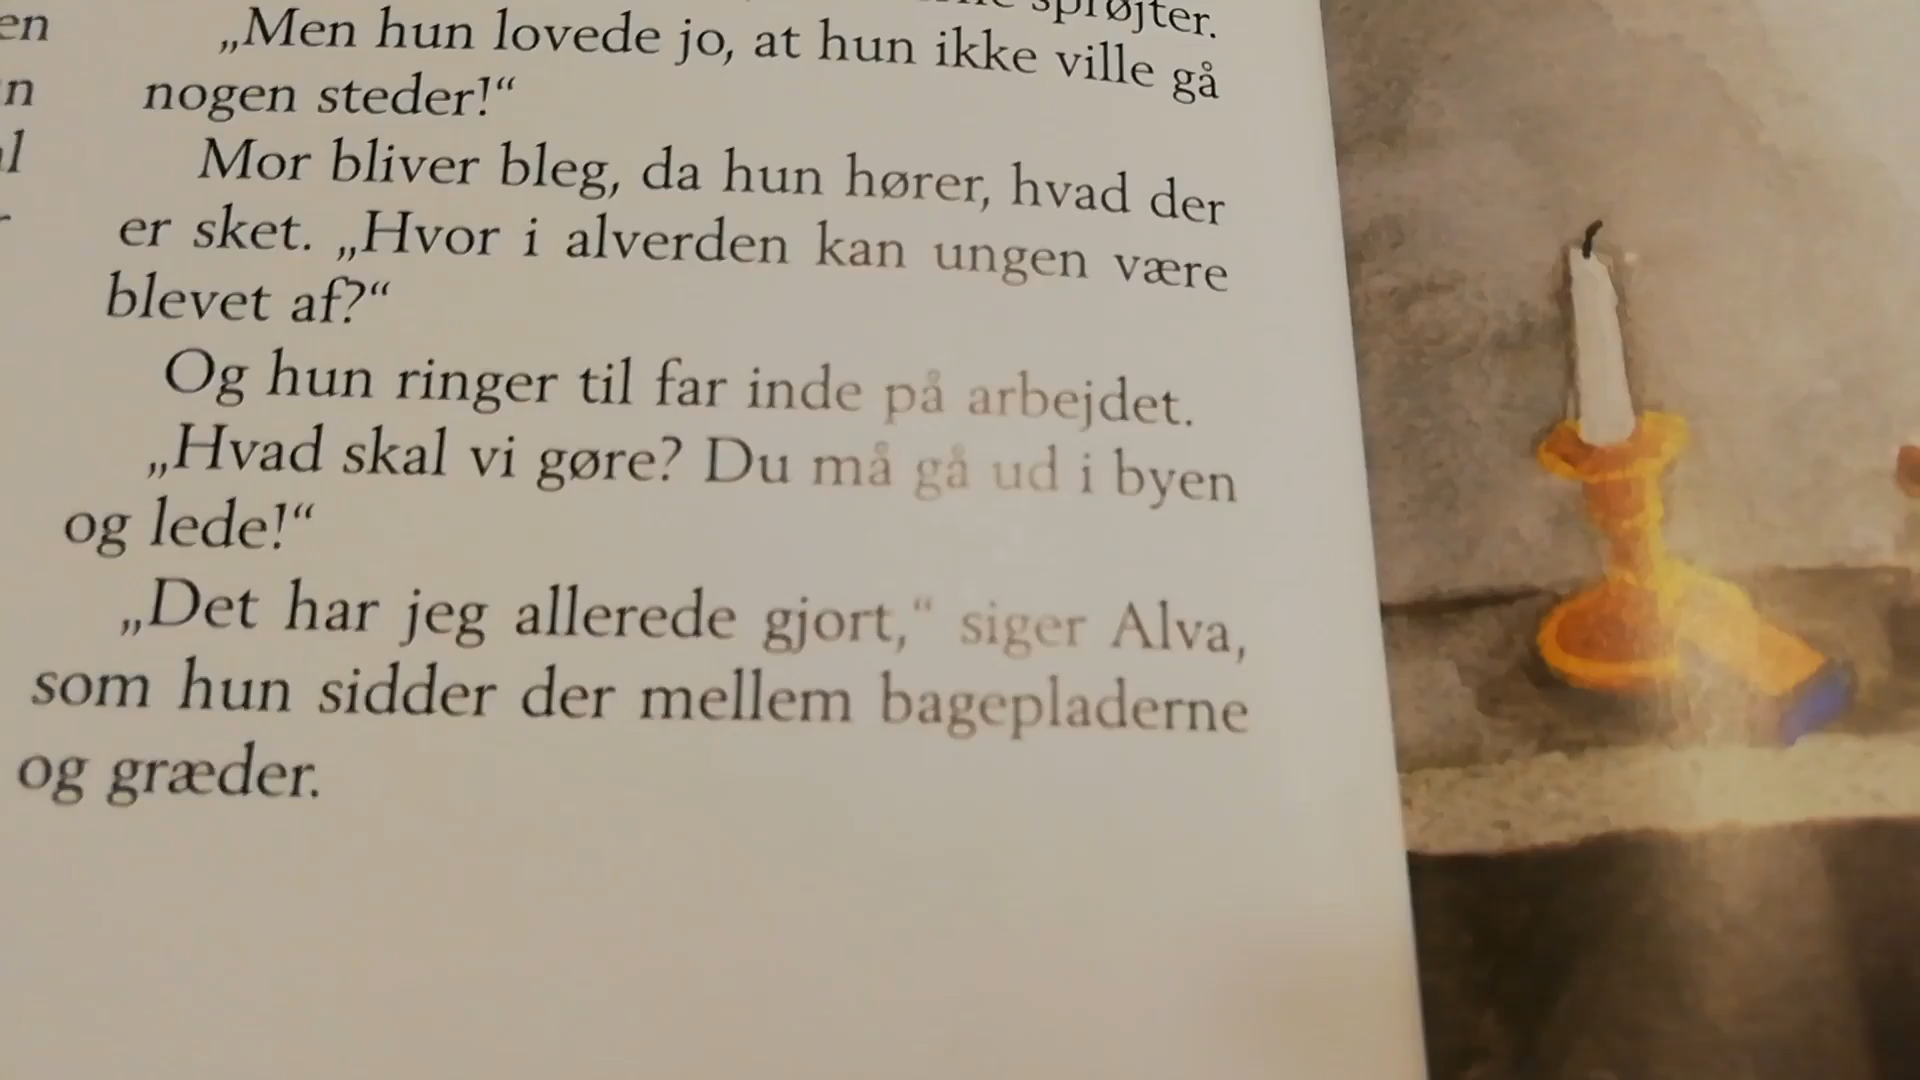 sprøjter.
„Men hun lovede jo, at hun ikke ville gå
nogen steder!“
Mor bliver bleg, da hun hører, hvad der
er sket. „Hvor i alverden kan ungen være
blevet af?“
Og hun ringer til far inde på arbejdet.
„Hvad skal vi gøre? Du må gå ud i byen
og lede!“
„Det har jeg allerede gjort,“ siger Alva,
som hun sidder der mellem bagepladerne
og græder.